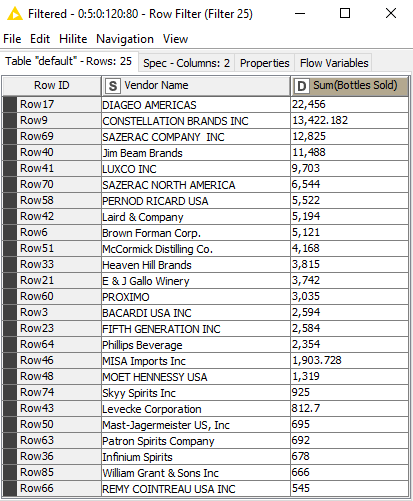 Filtered - 0:5:0:120:80 - Row Filter (Filter 25)
File Edit Hilite Navigation View
Table "default" - Rows: 25 Spec - Columns: 2 Properties Flow Variables
Row ID S Vendor Name D Sum(Bottles Sold)
Row17 DIAGEO AMERICAS 22,456
Row9 CONSTELLATION BRANDS INC 13,422.182
Row69 SAZERAC COMPANY  INC 12,825
Row40 Jim Beam Brands 11,488
Row41 LUXCO INC 9,703
Row70 SAZERAC NORTH AMERICA 6,544
Row58 PERNOD RICARD USA 5,522
Row42 Laird & Company 5,194
Row6 Brown Forman Corp. 5,121
Row51 McCormick Distilling Co. 4,168
Row33 Heaven Hill Brands 3,815
Row21 E & J Gallo Winery 3,742
Row60 PROXIMO 3,035
Row3 BACARDI USA INC 2,594
Row23 FIFTH GENERATION INC 2,584
Row64 Phillips Beverage 2,354
Row46 MISA Imports Inc 1,903.728
Row48 MOET HENNESSY USA 1,319
Row74 Skyy Spirits Inc 925
Row43 Levecke Corporation 812.7
Row50 Mast-Jagermeister US, Inc 695
Row63 Patron Spirits Company 692
Row36 Infinium Spirits 678
Row85 William Grant & Sons Inc 666
Row66 REMY COINTREAU USA INC 545